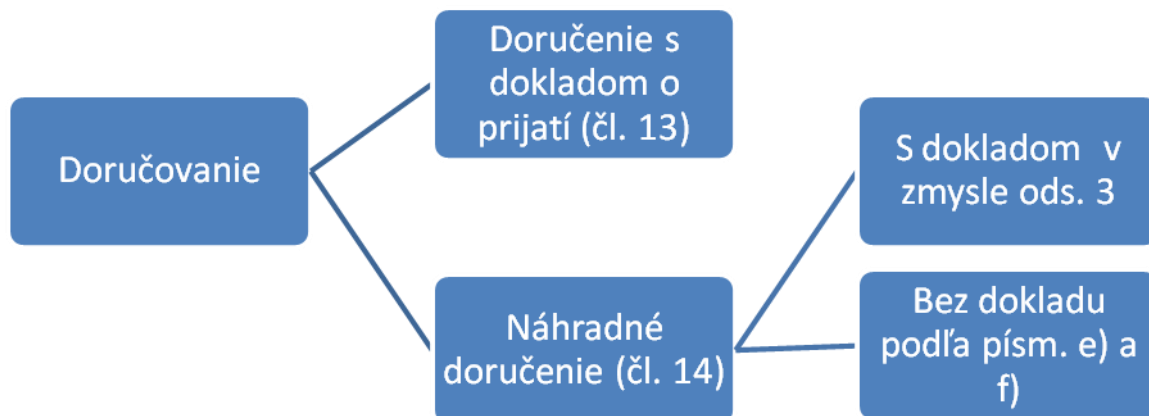 Doručovanie
Doručenie s
dokladom o
prijatí (čl. 13)
Náhradné
doručenie (čl. 14)
S dokladom v
zmysle ods. 3
Bez dokladu
podľa písm. e) a
f)